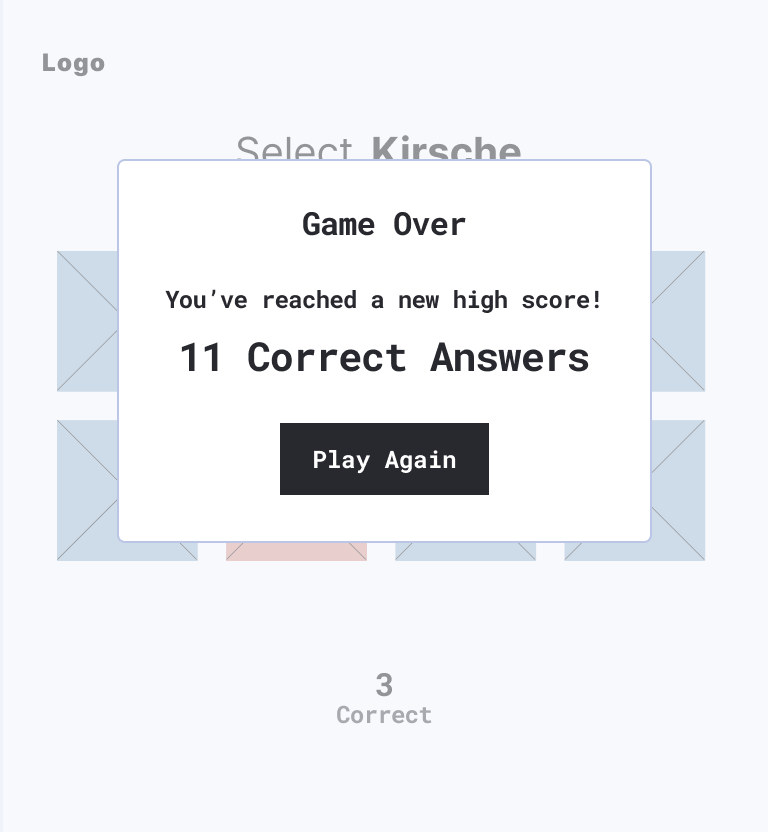 Logo
Select Kirsche
Game Over
You’ve reached a new high score!
11 Correct Answers
Play Again
3
Correct